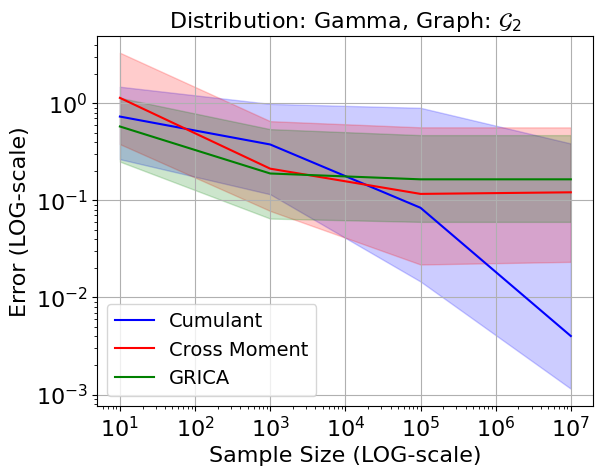 Distribution: Gamma, Graph: 𝒢₂
Error (LOG-scale)
10⁰
10⁻¹
10⁻²
10⁻³
Cumulant
Cross Moment
GRICA
10¹ 10² 10³ 10⁴ 10⁵ 10⁶ 10⁷
Sample Size (LOG-scale)